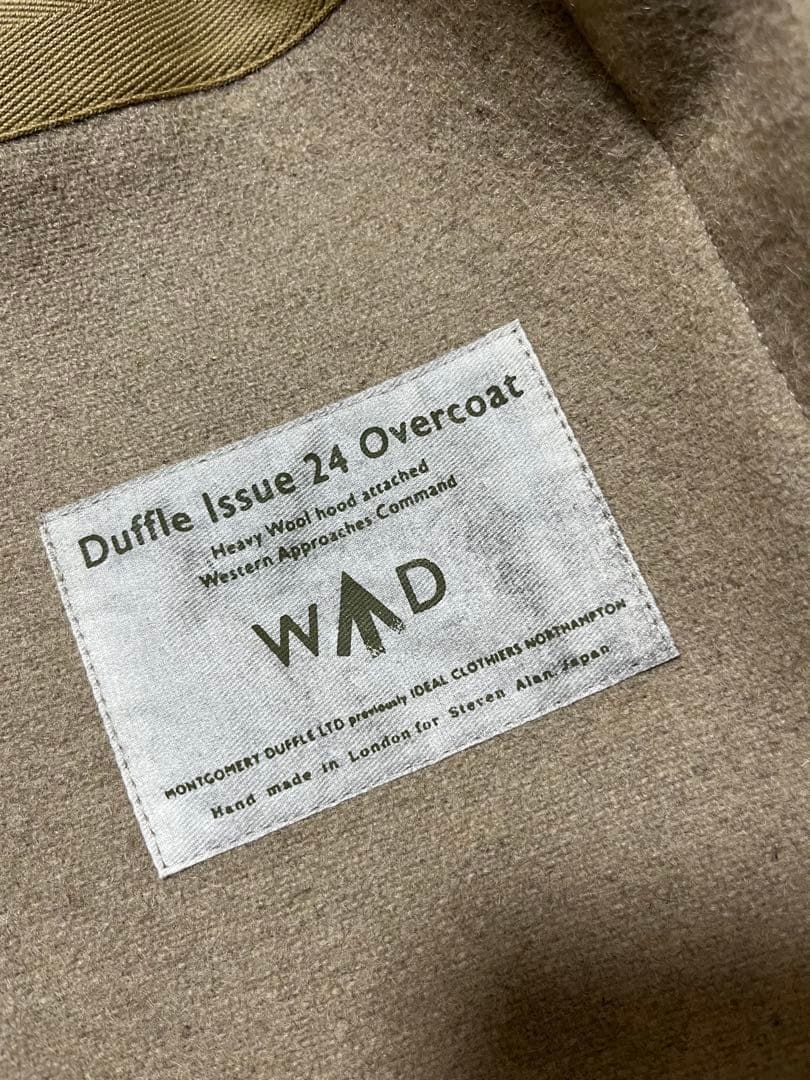 Duffle Issue 24 Overcoat
Heavy Wool hood attached
Western Approaches Command
W D
MONTGOMERY DUFFLE LTD previously IDEAL CLOTHIERS NORTHAMPTON
Hand made in London for Steven Alan Japan